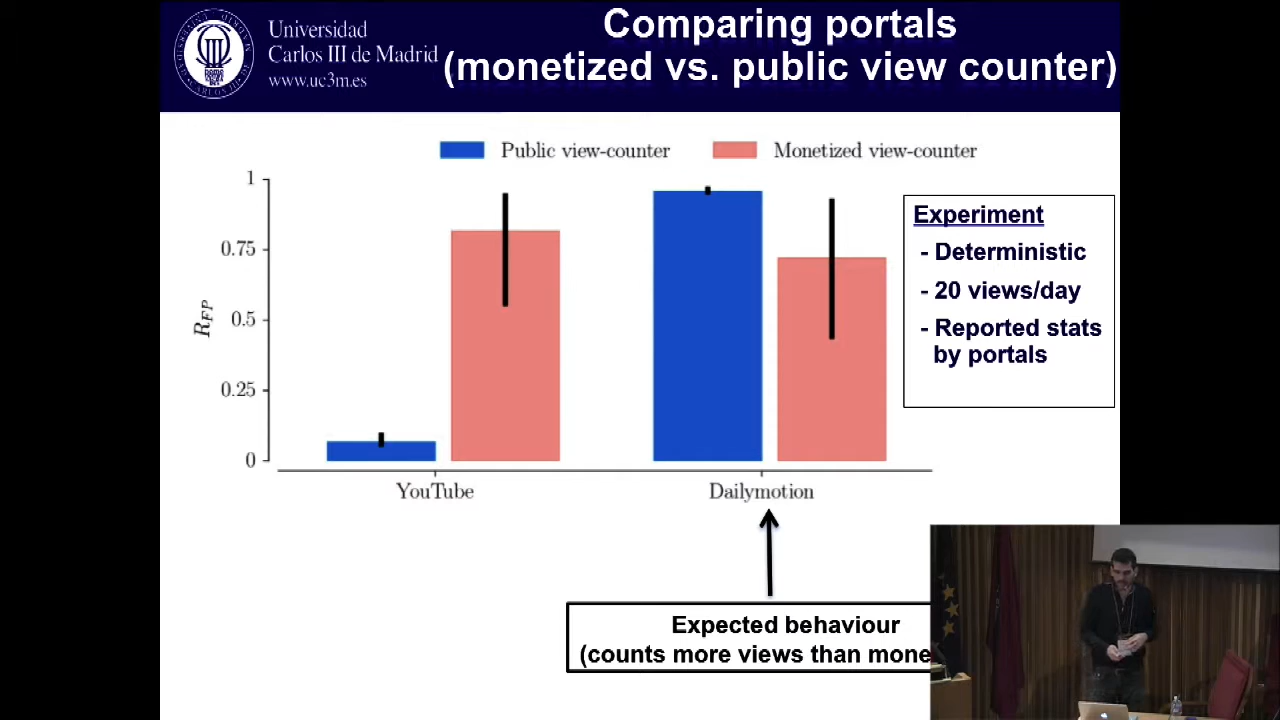 Universidad
Carlos III de Madrid
www.uc3m.es
Comparing portals
(monetized vs. public view counter)
Public view-counter
Monetized view-counter
1
0.75
0.5
0.25
0
R_FP
YouTube
Dailymotion
Experiment
- Deterministic
- 20 views/day
- Reported stats
by portals
Expected behaviour
(counts more views than mone